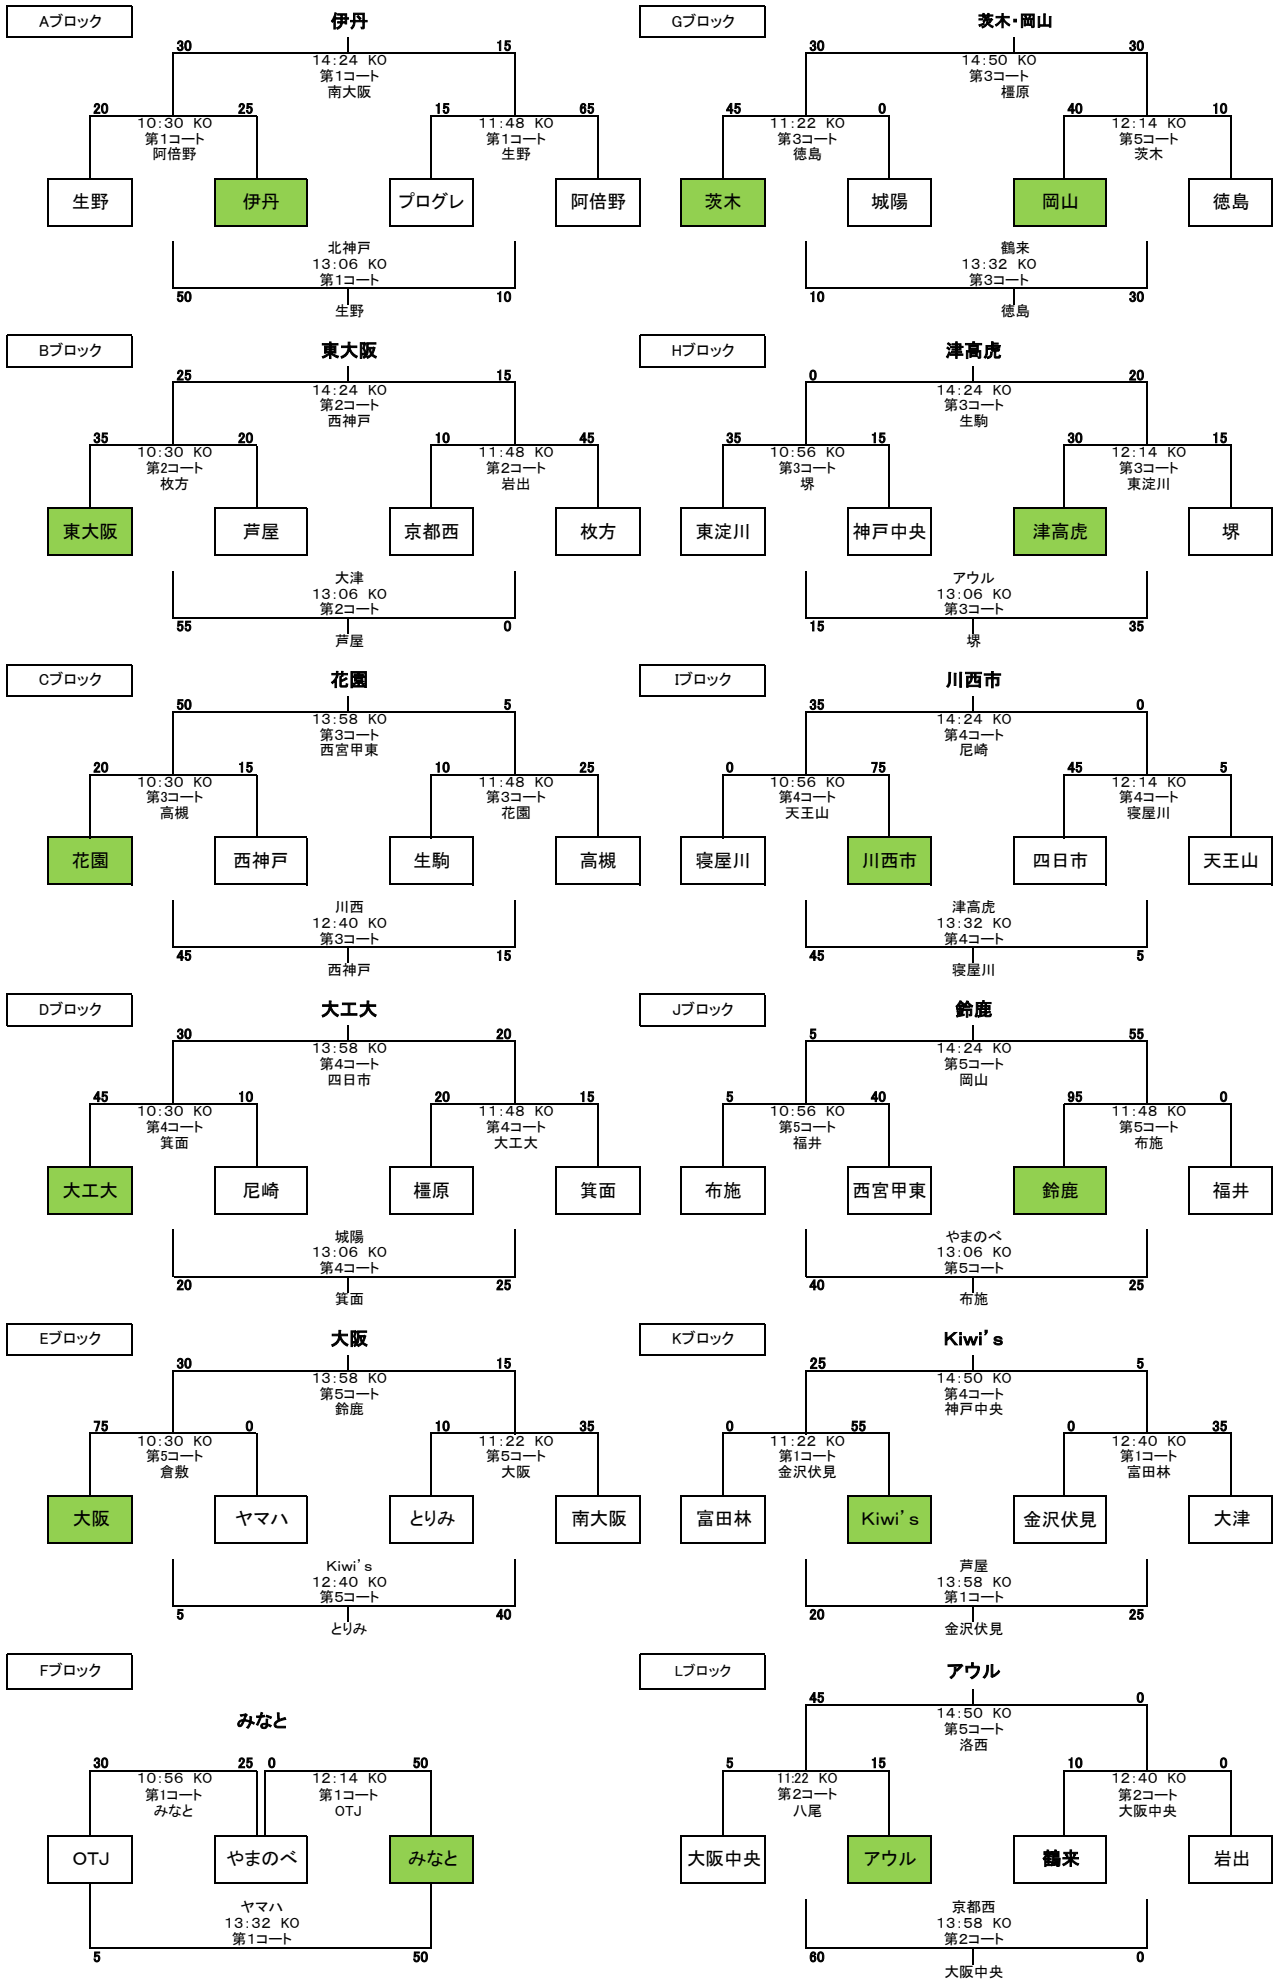 Aブロック
伊丹
30 15
14:24 KO
第1コート
南大阪
20 25 15 65
10:30 KO 11:48 KO
第1コート 第1コート
阿倍野 生野
生野 伊丹 プログレ 阿倍野
北神戸
13:06 KO
第1コート
50 10
生野
Bブロック
東大阪
25 15
14:24 KO
第2コート
西神戸
35 20 10 45
10:30 KO 11:48 KO
第2コート 第2コート
枚方 岩出
東大阪 芦屋 京都西 枚方
大津
13:06 KO
第2コート
55 0
芦屋
Cブロック
花園
50 5
13:58 KO
第3コート
西宮甲東
20 15 10 25
10:30 KO 11:48 KO
第3コート 第3コート
高槻 花園
花園 西神戸 生駒 高槻
川西
12:40 KO
第3コート
45 15
西神戸
Dブロック
大工大
30 20
13:58 KO
第4コート
四日市
45 10 20 15
10:30 KO 11:48 KO
第4コート 第4コート
箕面 大工大
大工大 尼崎 橿原 箕面
城陽
13:06 KO
第4コート
20 25
箕面
Eブロック
大阪
30 15
13:58 KO
第5コート
鈴鹿
75 0 10 35
10:30 KO 11:22 KO
第5コート 第5コート
倉敷 大阪
大阪 ヤマハ とりみ 南大阪
Kiwi's
12:40 KO
第5コート
5 40
とりみ
Fブロック
みなと
30 25 0 50
10:56 KO 12:14 KO
第1コート 第1コート
みなと OTJ
OTJ やまのべ みなと
ヤマハ
13:32 KO
第1コート
5 50
Gブロック
茨木・岡山
30 30
14:50 KO
第3コート
橿原
45 0 40 10
11:22 KO 12:14 KO
第3コート 第5コート
徳島 茨木
茨木 城陽 岡山 徳島
鶴来
13:32 KO
第3コート
10 30
徳島
Hブロック
津高虎
0 20
14:24 KO
第3コート
生駒
35 15 30 15
10:56 KO 12:14 KO
第3コート 第3コート
堺 東淀川
東淀川 神戸中央 津高虎 堺
アウル
13:06 KO
第3コート
15 35
堺
Iブロック
川西市
35 0
14:24 KO
第4コート
尼崎
0 75 45 5
10:56 KO 12:14 KO
第4コート 第4コート
天王山 寝屋川
寝屋川 川西市 四日市 天王山
津高虎
13:32 KO
第4コート
45 5
寝屋川
Jブロック
鈴鹿
5 55
14:24 KO
第5コート
岡山
5 40 95 0
10:56 KO 11:48 KO
第5コート 第5コート
福井 布施
布施 西宮甲東 鈴鹿 福井
やまのべ
13:06 KO
第5コート
40 25
布施
Kブロック
Kiwi's
25 5
14:50 KO
第4コート
神戸中央
0 55 0 35
11:22 KO 12:40 KO
第1コート 第1コート
金沢伏見 富田林
富田林 Kiwi's 金沢伏見 大津
芦屋
13:58 KO
第1コート
20 25
金沢伏見
Lブロック
アウル
45 0
14:50 KO
第5コート
洛西
5 15 10 0
11:22 KO 12:40 KO
第2コート 第2コート
八尾 大阪中央
大阪中央 アウル 鶴来 岩出
京都西
13:58 KO
第2コート
60 0
大阪中央